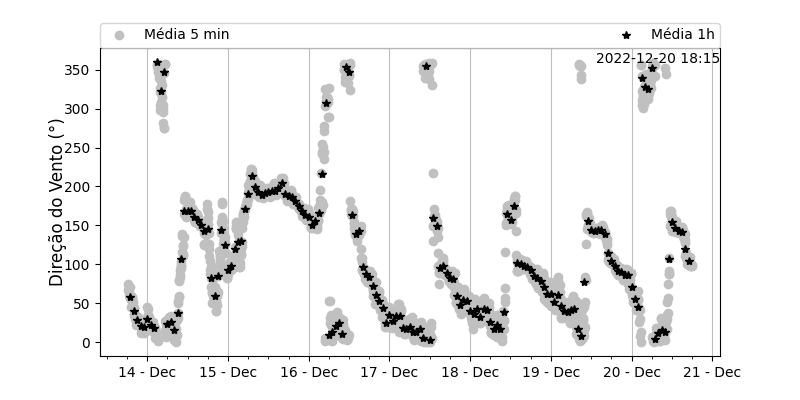 Média 5 min
Média 1h
2022-12-20 18:15
Direção do Vento (°)
350
300
250
200
150
100
50
0
14 - Dec
15 - Dec
16 - Dec
17 - Dec
18 - Dec
19 - Dec
20 - Dec
21 - Dec